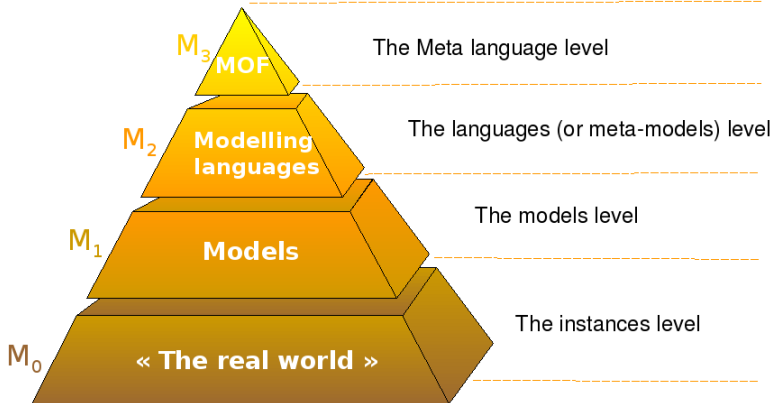 M3
MOF
The Meta language level
M2
Modelling
languages
The languages (or meta-models) level
M1
Models
The models level
M0
« The real world »
The instances level